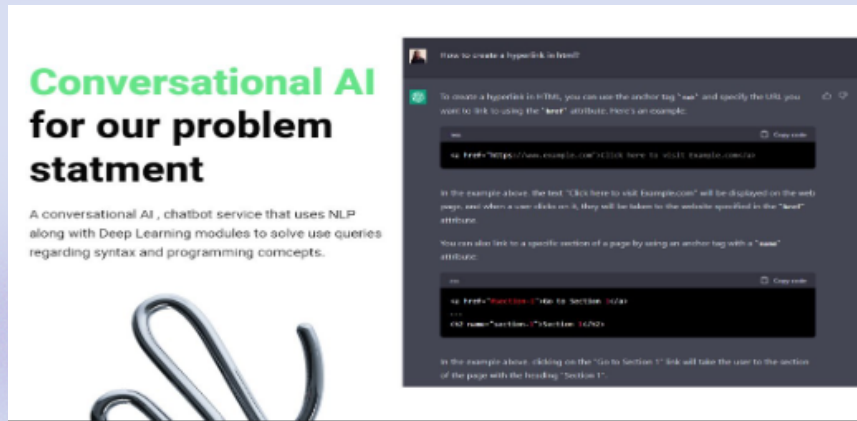 Conversational AI
for our problem
statment
A conversational AI , chatbot service that uses NLP
along with Deep Learning modules to solve use queries
regarding syntax and programming comcepts.
How to create a hyperlink in html?
To create a hyperlink in HTML, you can use the anchor tag "<a>" and specify the URL you
want to link to using the "href" attribute. Here's an example:
Copy code
<a href="https://www.example.com">Click here to visit Example.com</a>
In the example above, the text "Click here to visit Example.com" will be displayed on the web
page, and when a user clicks on it, they will be taken to the website specified in the "href"
attribute.
You can also link to a specific section of a page by using an anchor tag with a "name"
attribute:
Copy code
<a href="#section-1">Go to Section 1</a>
...
<h2 name="section-1">Section 1</h2>
In the example above, clicking on the "Go to Section 1" link will take the user to the section
of the page with the heading "Section 1".